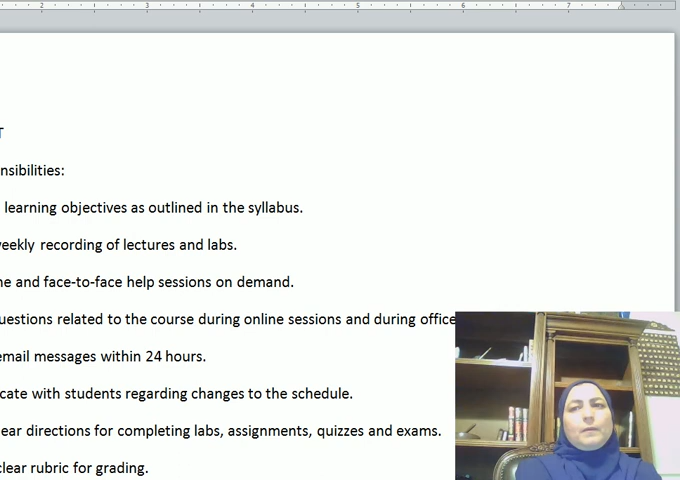 2 3 4 5 6 7
T
nsibilities:
learning objectives as outlined in the syllabus.
weekly recording of lectures and labs.
ne and face-to-face help sessions on demand.
uestions related to the course during online sessions and during office
email messages within 24 hours.
cate with students regarding changes to the schedule.
ear directions for completing labs, assignments, quizzes and exams.
clear rubric for grading.